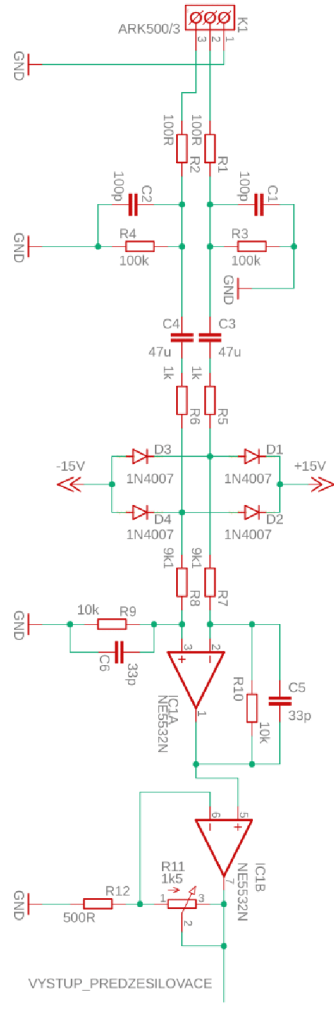 K1
ARK500/3
3
2
1
GND
100R
R2
100R
R1
100p
C2
100p
C1
R4
100k
R3
100k
GND
GND
C4
47u
C3
47u
1k
R6
1k
R5
D3
1N4007
D1
1N4007
-15V
+15V
D4
1N4007
D2
1N4007
9k1
R8
9k1
R7
10k
R9
GND
C6
33p
3
2
+
-
1
IC1A
NE5532N
R10
10k
C5
33p
6
5
-
+
7
IC1B
NE5532N
R11
1k5
1
3
2
R12
500R
GND
VYSTUP_PREDZESILOVACE